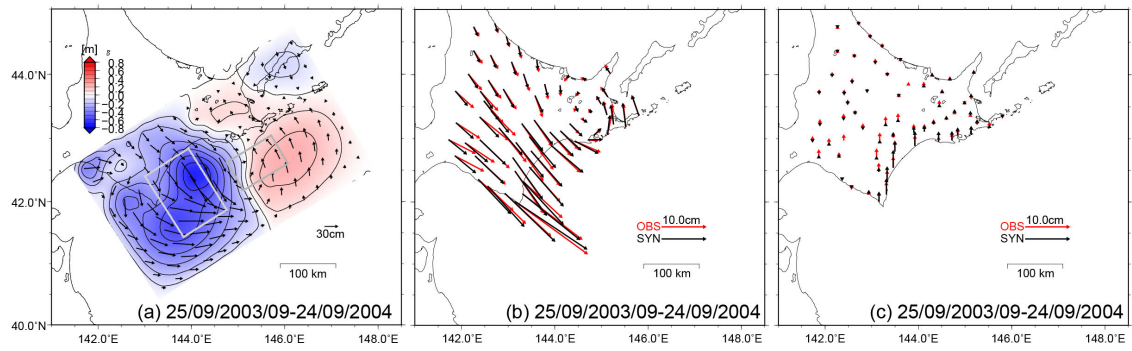 [m]
0.8
0.6
0.4
0.2
0.0
−0.2
−0.4
−0.6
−0.8
44.0˚N
42.0˚N
40.0˚N
30cm
100 km
(a) 25/09/2003/09-24/09/2004
142.0˚E 144.0˚E 146.0˚E 148.0˚E
10.0cm
OBS
SYN
100 km
(b) 25/09/2003/09-24/09/2004
142.0˚E 144.0˚E 146.0˚E 148.0˚E
10.0cm
OBS
SYN
100 km
(c) 25/09/2003/09-24/09/2004
142.0˚E 144.0˚E 146.0˚E 148.0˚E